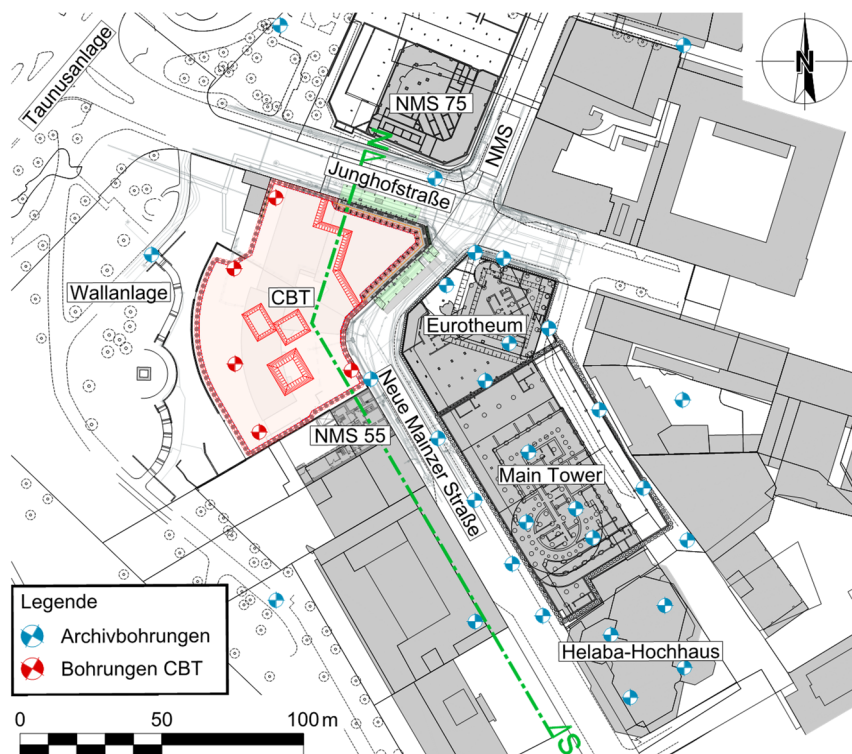 Taunusanlage
NMS 75
N
NMS
N
Junghofstraße
Wallanlage
CBT
Eurotheum
NMS 55
Neue Mainzer Straße
Main Tower
Legende
Archivbohrungen
Bohrungen CBT
Helaba-Hochhaus
0 50 100 m
S